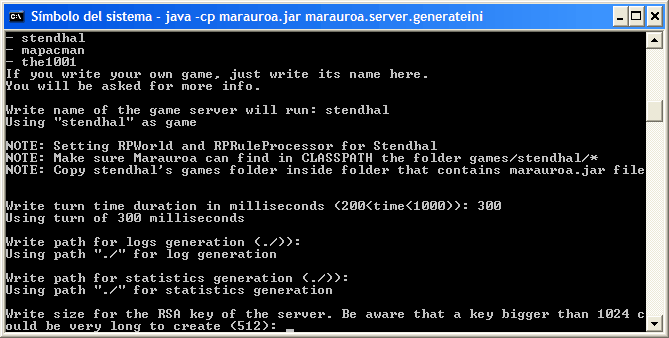 Símbolo del sistema - java -cp marauroa.jar marauroa.server.generateini
- stendhal
- mapacman
- the1001
If you write your own game, just write its name here.
You will be asked for more info.
Write name of the game server will run: stendhal
Using "stendhal" as game
NOTE: Setting RPWorld and RPRuleProcessor for Stendhal
NOTE: Make sure Marauroa can find in CLASSPATH the folder games/stendhal/*
NOTE: Copy stendhal's games folder inside folder that contains marauroa.jar file
Write turn time duration in milliseconds (200<time<1000)): 300
Using turn of 300 milliseconds
Write path for logs generation (./)):
Using path "./" for log generation
Write path for statistics generation (./)):
Using path "./" for statistics generation
Write size for the RSA key of the server. Be aware that a key bigger than 1024 c
ould be very long to create (512): _